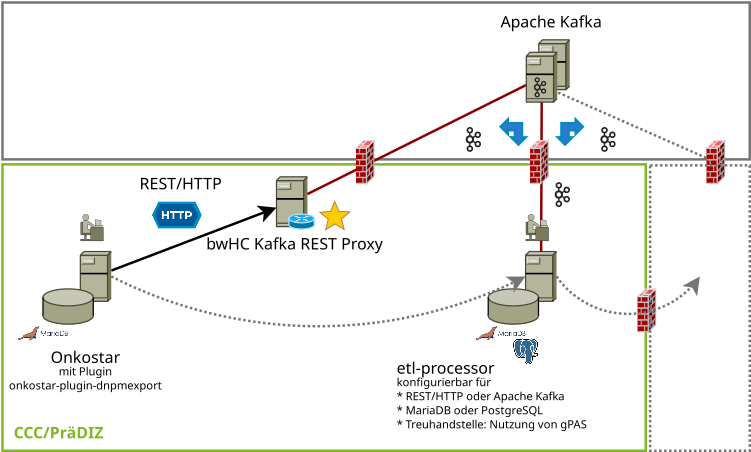 Apache Kafka
REST/HTTP
HTTP
bwHC Kafka REST Proxy
MariaDB
MariaDB
Onkostar
mit Plugin
onkostar-plugin-dnpmexport
etl-processor
konfigurierbar für
* REST/HTTP oder Apache Kafka
* MariaDB oder PostgreSQL
* Treuhandstelle: Nutzung von gPAS
CCC/PräDIZ